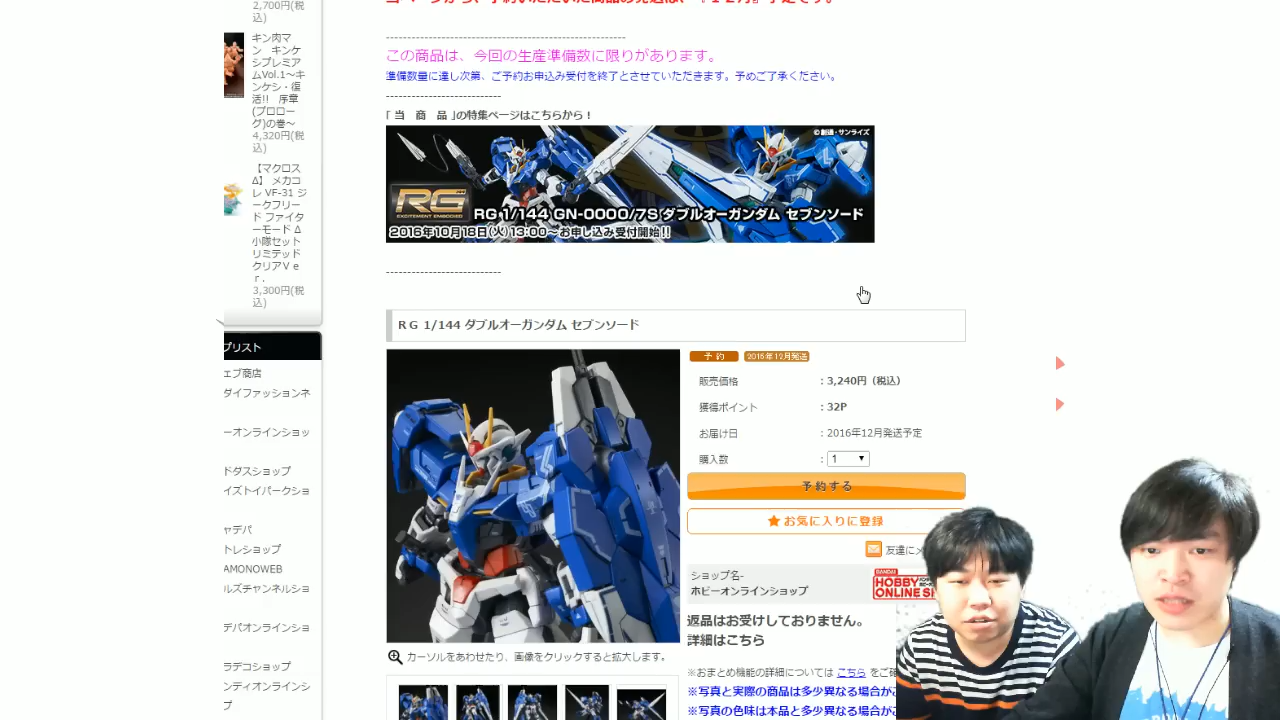 2,700円(税
込)
キン肉マ
ン キンケ
シプレミア
ムVol.1～キ
ンケシ・復
活!! 序章
(プロロー
グ)の巻～
4,320円(税
込)
【マクロス
Δ】 メカコ
レ VF-31 ジ
ークフリー
ド ファイタ
ーモード Δ
小隊セット
リミテッド
クリアＶｅ
ｒ．
3,300円(税
込)
プリスト
ェブ商店
ダイファッションネ
ーオンラインショッ
ドダスショップ
イズトイパークショ
ャデパ
トレショップ
AMONOWEB
ルズチャンネルショ
デパオンラインショ
ラデコショップ
ンディオンラインシ
プ
--------------------------------------------------------
この商品は、今回の生産準備数に限りがあります。
準備数量に達し次第、ご予約お申込み受付を終了とさせていただきます。予めご了承ください。
---------------------------
｢ 当　商　品 ｣の特集ページはこちらから！
©創通・サンライズ
RG
EXCITEMENT EMBODIED
RG 1/144 GN-0000/7S ダブルオーガンダム セブンソード
2016年10月18日(火)13:00～お申し込み受付開始!!
---------------------------
ＲＧ 1/144 ダブルオーガンダム セブンソード
予 約 2016年12月発送
販売価格 ：3,240円（税込）
獲得ポイント ：32P
お届け日 ：2016年12月発送予定
購入数 ：1 ▼
予約する
★お気に入りに登録
友達にメ
ショップ名-
ホビーオンラインショップ
BANDAI
HOBBY
ONLINE SH
返品はお受けしておりません。
詳細はこちら
カーソルをあわせたり、画像をクリックすると拡大します。
※おまとめ機能の詳細については こちら をご確
※写真と実際の商品は多少異なる場合がご
※写真の色味は本品と多少異なる場合がご